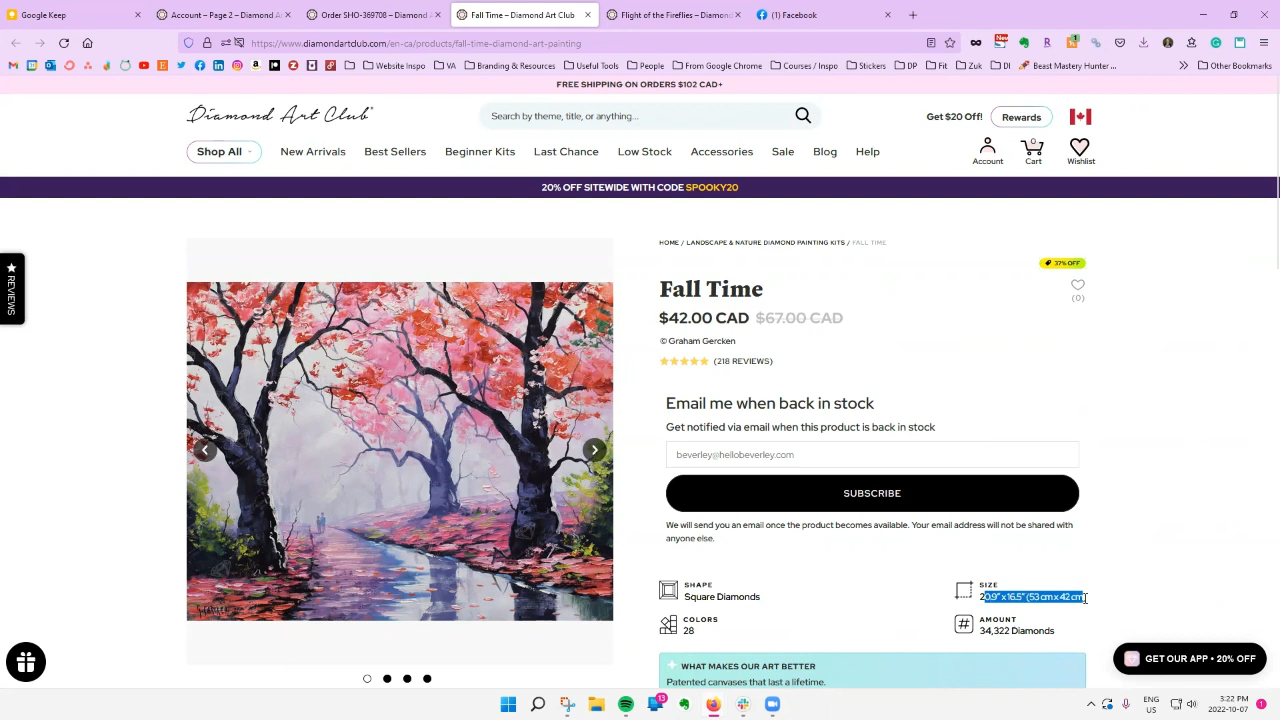 Google Keep
Account – Page 2 – Diamond A
Order SHO-369708 – Diamond
Fall Time – Diamond Art Club
Flight of the Fireflies – Diamond
(1) Facebook
https://www.diamondartclub.com/en-ca/products/fall-time-diamond-art-painting
New
1
Website Inspo
VA
Branding & Resources
Useful Tools
People
From Google Chrome
Courses / Inspo
Stickers
DP
Fit
Zuk
DI
Beast Mastery Hunter ...
Other Bookmarks
FREE SHIPPING ON ORDERS $102 CAD+
Diamond Art Club
Search by theme, title, or anything...
Get $20 Off!
Rewards
Shop All
New A
Sellers
Beginner Kits
Last Chance
Low Stock
Accessories
Sale
Blog
Help
Account
0
Cart
Wishlist
20% OFF SITEWIDE WITH CODE SPOOKY20
HOME / LANDSCAPE & NATURE DIAMOND PAINTING KITS / FALL TIME
37% OFF
REVIEWS
Fall Time
(0)
$42.00 CAD $67.00 CAD
© Graham Gercken
(218 REVIEWS)
Email me when back in stock
Get notified via email when this product is back in stock
beverley@hellobeverley.com
SUBSCRIBE
We will send you an email once the product becomes available. Your email address will not be shared with
anyone else.
SHAPE
Square Diamonds
SIZE
20.9" x 16.5" (53 cm x 42 cm)
COLORS
28
AMOUNT
34,322 Diamonds
WHAT MAKES OUR ART BETTER
Patented canvases that last a lifetime.
GET OUR APP • 20% OFF
13
ENG
US
3:22 PM
2022-10-07
1